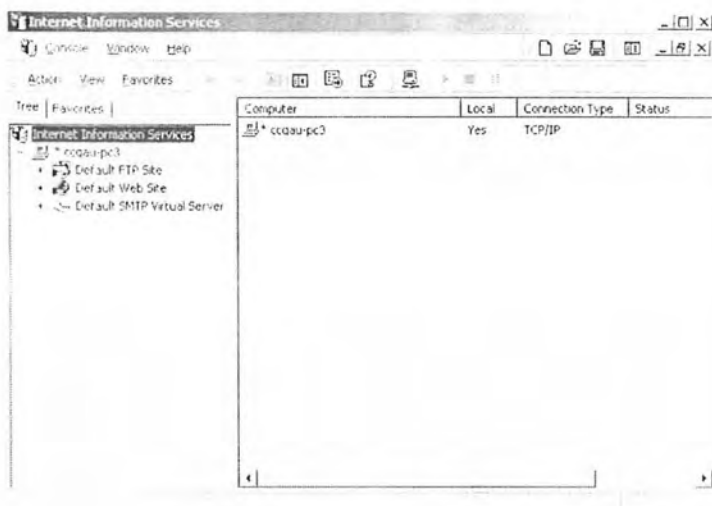 Internet Information Services
Console Window Help
Action View Favorites
Tree Favorites
Computer Local Connection Type Status
Internet Information Services
* ccqau-pc3 Yes TCP/IP
* ccqau-pc3
Default FTP Site
Default Web Site
Default SMTP Virtual Server